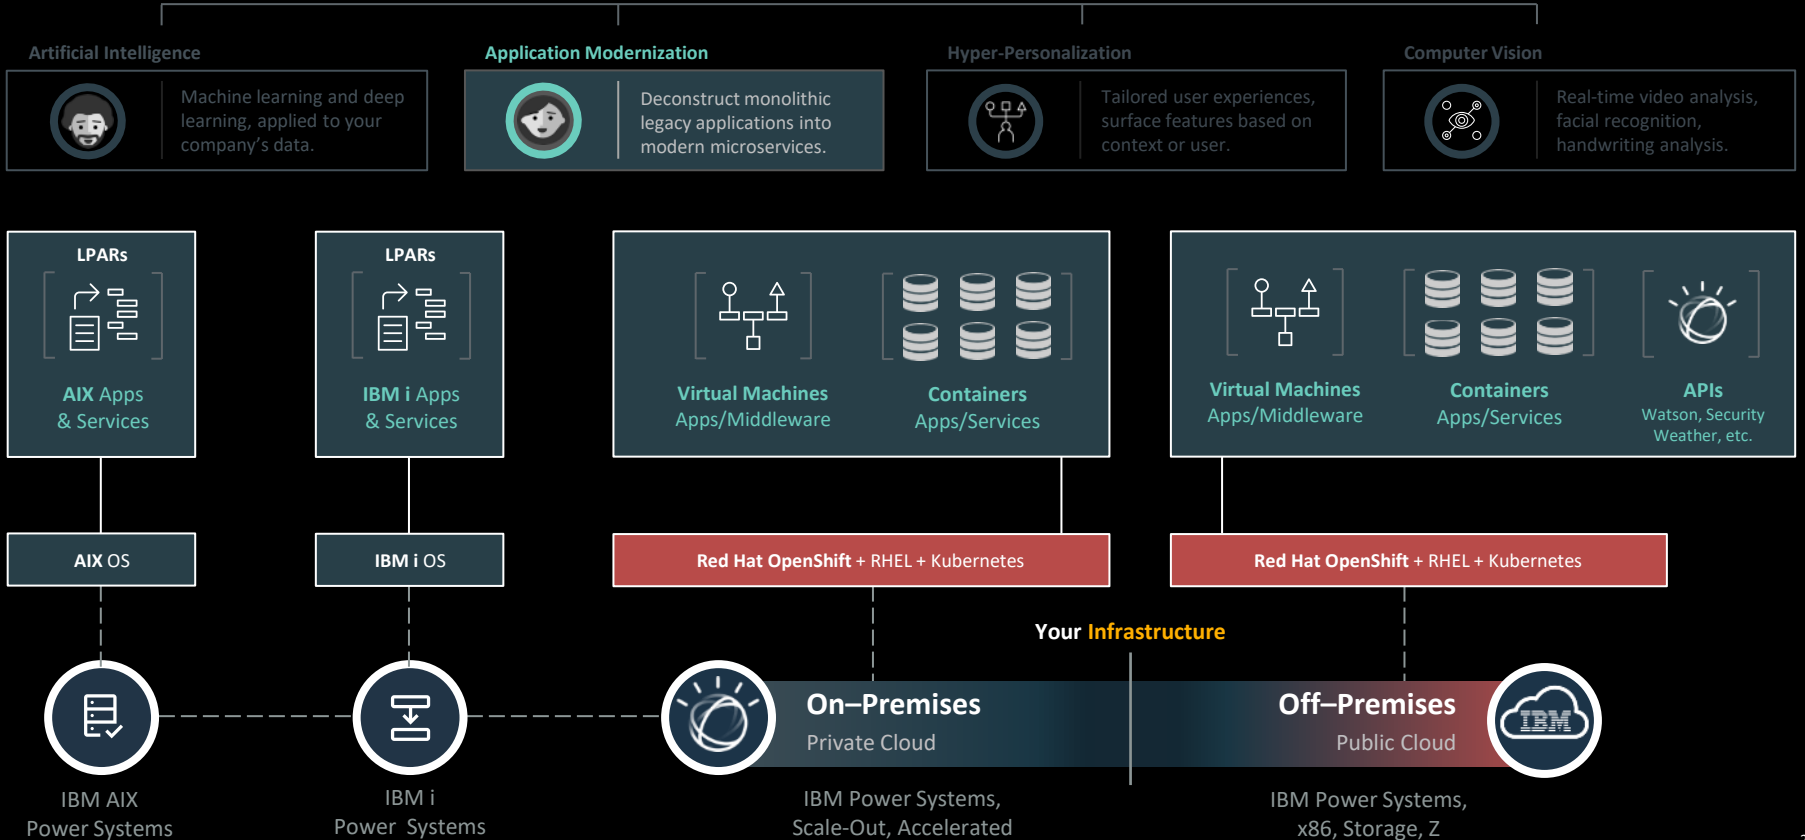 Artificial Intelligence
Machine learning and deep
learning, applied to your
company's data.
Application Modernization
Deconstruct monolithic
legacy applications into
modern microservices.
Hyper-Personalization
Tailored user experiences,
surface features based on
context or user.
Computer Vision
Real-time video analysis,
facial recognition,
handwriting analysis.
LPARs
AIX Apps
& Services
LPARs
IBM i Apps
& Services
Virtual Machines
Apps/Middleware
Containers
Apps/Services
Virtual Machines
Apps/Middleware
Containers
Apps/Services
APIs
Watson, Security
Weather, etc.
AIX OS
IBM i OS
Red Hat OpenShift + RHEL + Kubernetes
Red Hat OpenShift + RHEL + Kubernetes
Your Infrastructure
On–Premises
Private Cloud
Off–Premises
Public Cloud
IBM
IBM AIX
Power Systems
IBM i
Power Systems
IBM Power Systems,
Scale-Out, Accelerated
IBM Power Systems,
x86, Storage, Z